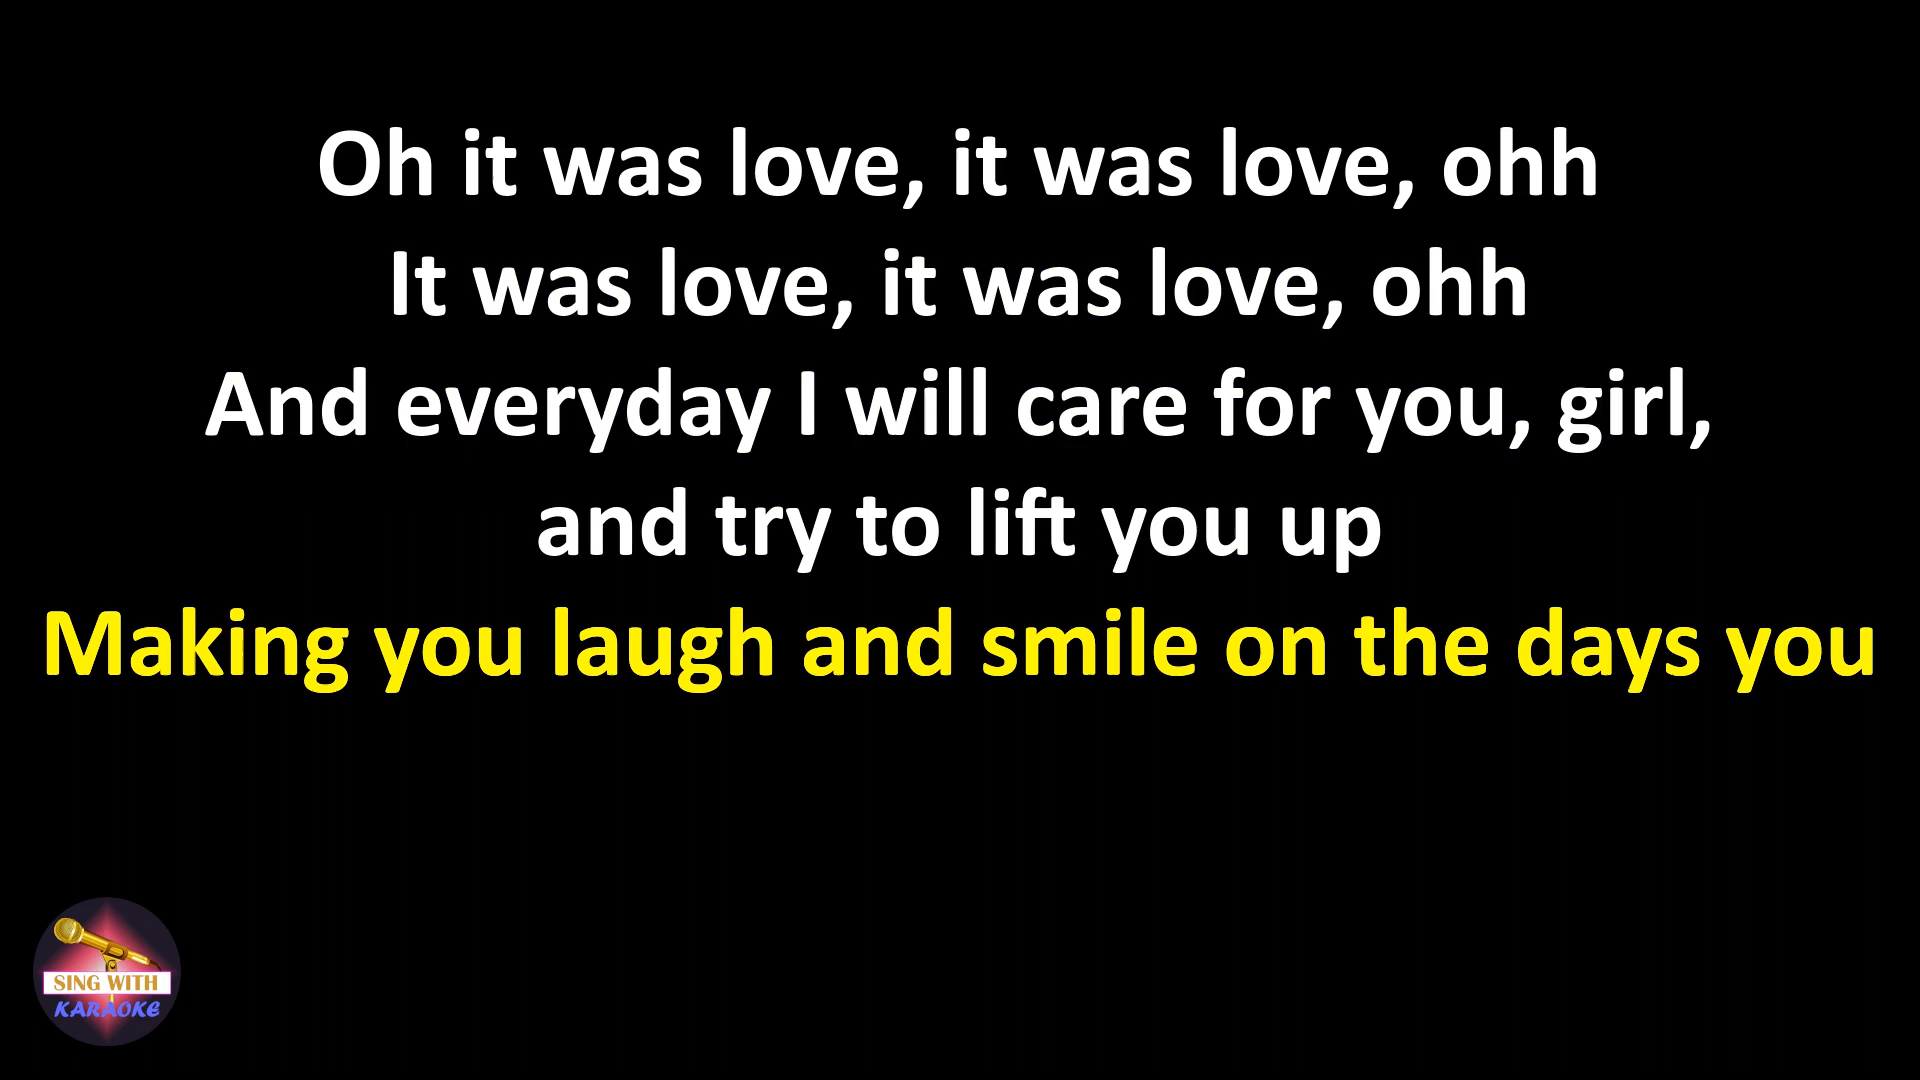 Oh it was love, it was love, ohh
It was love, it was love, ohh
And everyday I will care for you, girl,
and try to lift you up
Making you laugh and smile on the days you
SING WITH
KARAOKE